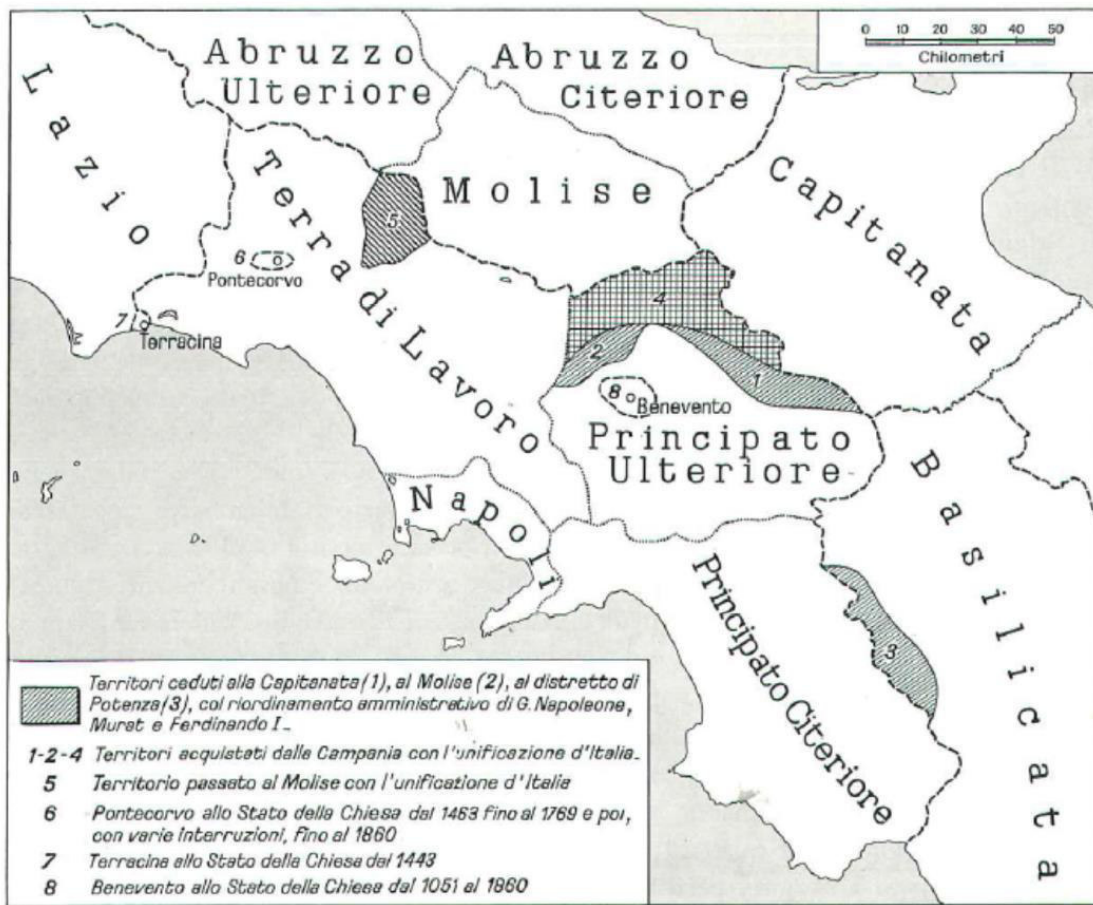 0 10 20 30 40 50
Chilometri
Abruzzo
Ulteriore
Abruzzo
Citeriore
Lazio
Terra di Lavoro
Molise
Capitanata
5
6
Pontecorvo
7
Terracina
4
2
1
8
Benevento
Principato
Ulteriore
Napoli
Basilicata
Principato Citeriore
3
Territori ceduti alla Capitanata (1), al Molise (2), al distretto di
Potenza (3), col riordinamento amministrativo di G. Napoleone,
Murat e Ferdinando I_
1-2-4 Territori acquistati dalla Campania con l'unificazione d'Italia_
5 Territorio passato al Molise con l'unificazione d'Italia
6 Pontecorvo allo Stato della Chiesa dal 1463 fino al 1769 e poi,
con varie interruzioni, fino al 1860
7 Terracina allo Stato della Chiesa dal 1443
8 Benevento allo Stato della Chiesa dal 1051 al 1860